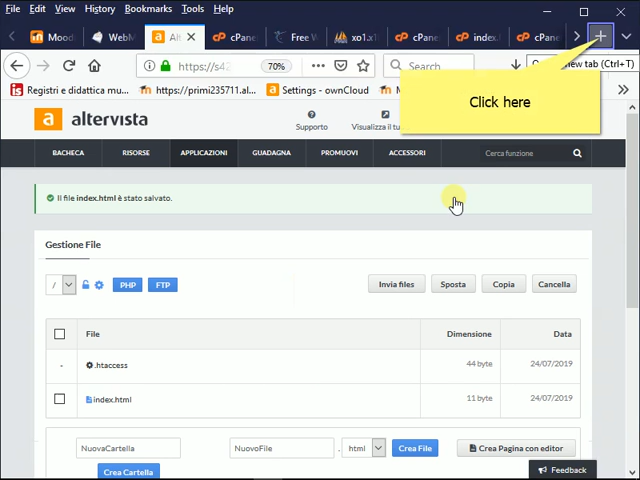 File Edit View History Bookmarks Tools Help
Mood WebM Alt cPane Free W xo1.x1 cPane index. cPane
https://s42 70% Search
New tab (Ctrl+T)
Click here
Registri e didattica mu... https://primi235711.al... Settings - ownCloud
altervista
Supporto Visualizza il tu
BACHECA RISORSE APPLICAZIONI GUADAGNA PROMUOVI ACCESSORI Cerca funzione
Il file index.html è stato salvato.
Gestione File
/ PHP FTP Invia files Sposta Copia Cancella
File Dimensione Data
- .htaccess 44 byte 24/07/2019
index.html 11 byte 24/07/2019
NuovaCartella NuovoFile . html Crea File Crea Pagina con editor
Crea Cartella
Feedback